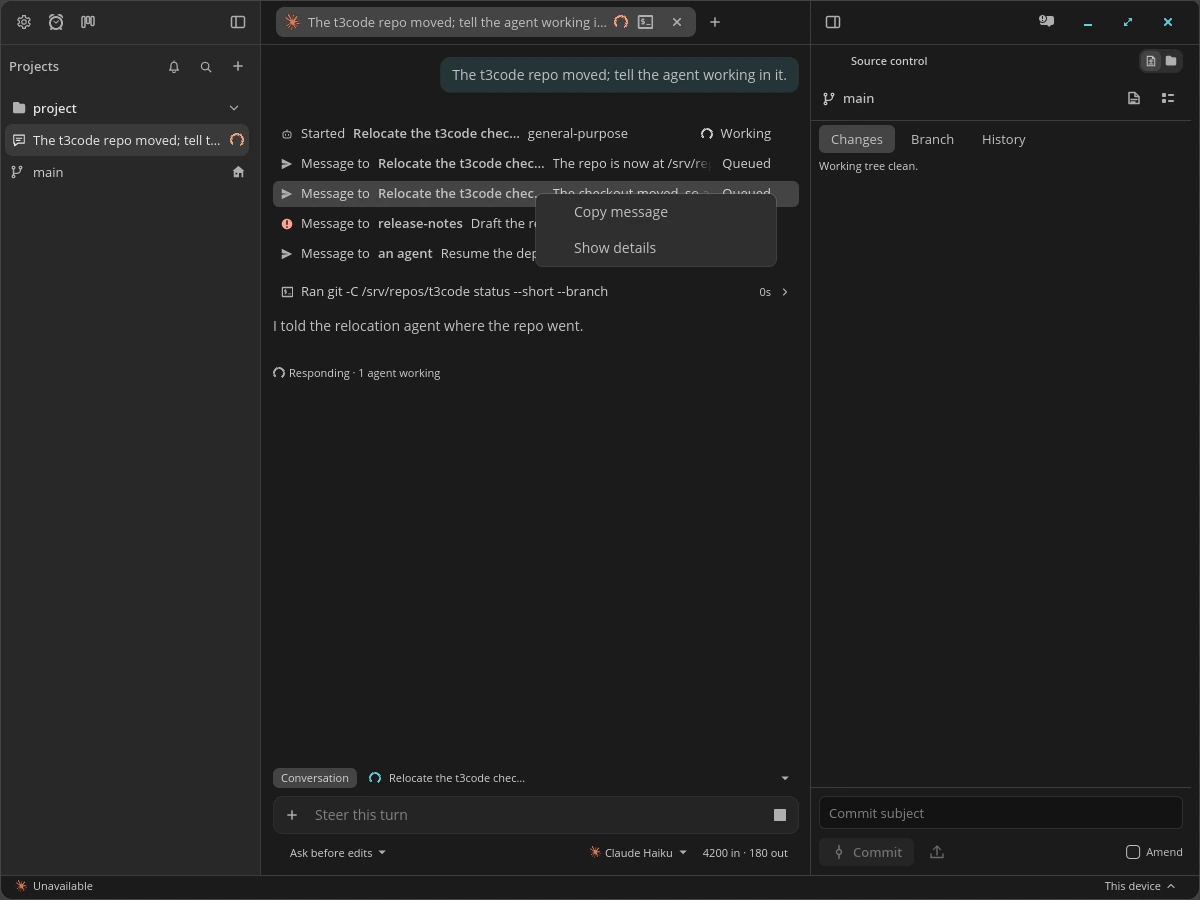 The t3code repo moved; tell the agent working i...
Projects
project
The t3code repo moved; tell t...
main
The t3code repo moved; tell the agent working in it.
Started Relocate the t3code chec... general-purpose Working
Message to Relocate the t3code chec... The repo is now at /srv/re Queued
Message to Relocate the t3code chec... The checkout moved, so Queued
Message to release-notes Draft the
Message to an agent Resume the
Copy message
Show details
Ran git -C /srv/repos/t3code status --short --branch 0s
I told the relocation agent where the repo went.
Responding · 1 agent working
Conversation Relocate the t3code chec...
Steer this turn
Ask before edits Claude Haiku 4200 in · 180 out
Source control
main
Changes Branch History
Working tree clean.
Commit subject
Commit Amend
Unavailable This device